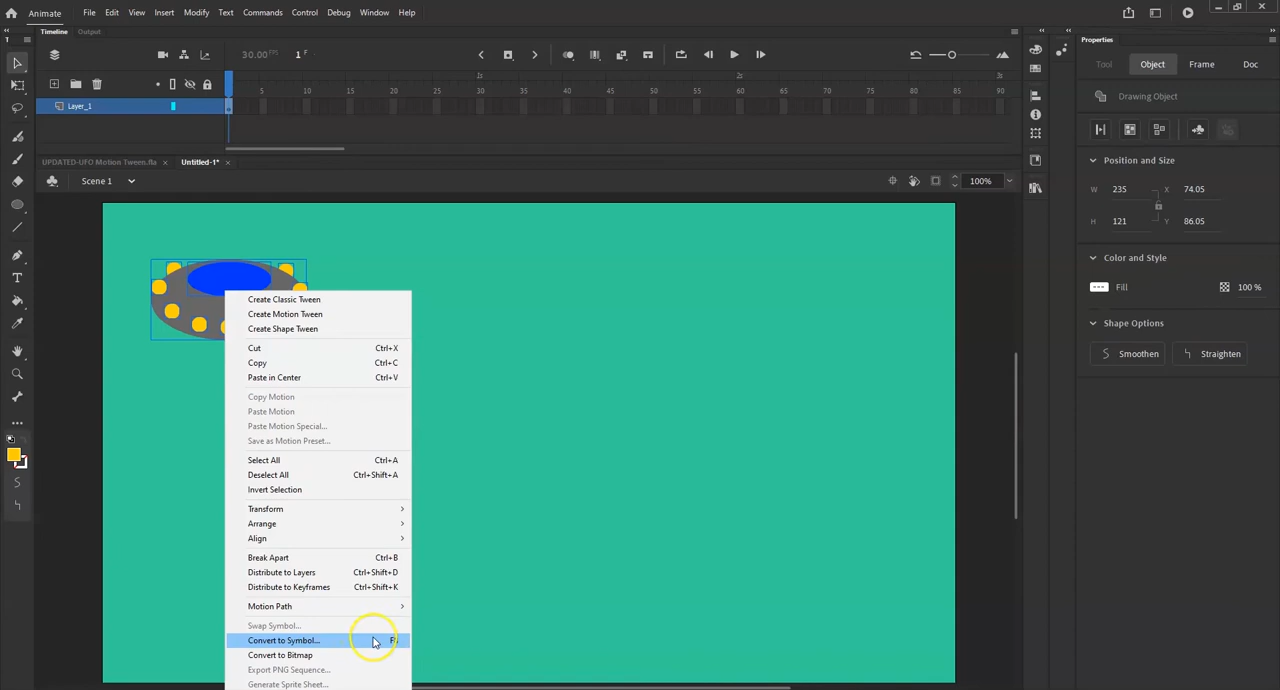 Animate File Edit View Insert Modify Text Commands Control Debug Window Help
Timeline Output
30.00 FPS 1 F
1s 2s 3s
5 10 15 20 25 30 35 40 45 50 55 60 65 70 75 80 85 90
Layer_1
UPDATED-UFO Motion Tween.fla × Untitled-1* ×
Scene 1 100%
Create Classic Tween
Create Motion Tween
Create Shape Tween
Cut Ctrl+X
Copy Ctrl+C
Paste in Center Ctrl+V
Copy Motion
Paste Motion
Paste Motion Special...
Save as Motion Preset...
Select All Ctrl+A
Deselect All Ctrl+Shift+A
Invert Selection
Transform
Arrange
Align
Break Apart Ctrl+B
Distribute to Layers Ctrl+Shift+D
Distribute to Keyframes Ctrl+Shift+K
Motion Path
Swap Symbol...
Convert to Symbol...
Convert to Bitmap
Export PNG Sequence...
Generate Sprite Sheet...
Properties
Tool Object Frame Doc
Drawing Object
Position and Size
W 235 X 74.05
H 121 Y 86.05
Color and Style
Fill 100 %
Shape Options
Smoothen Straighten